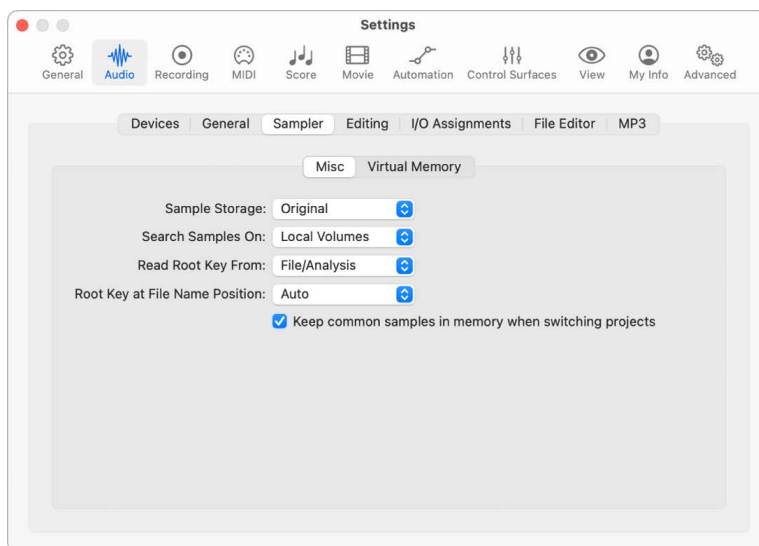 Settings
General Audio Recording MIDI Score Movie Automation Control Surfaces View My Info Advanced
Devices General Sampler Editing I/O Assignments File Editor MP3
Misc Virtual Memory
Sample Storage: Original
Search Samples On: Local Volumes
Read Root Key From: File/Analysis
Root Key at File Name Position: Auto
Keep common samples in memory when switching projects